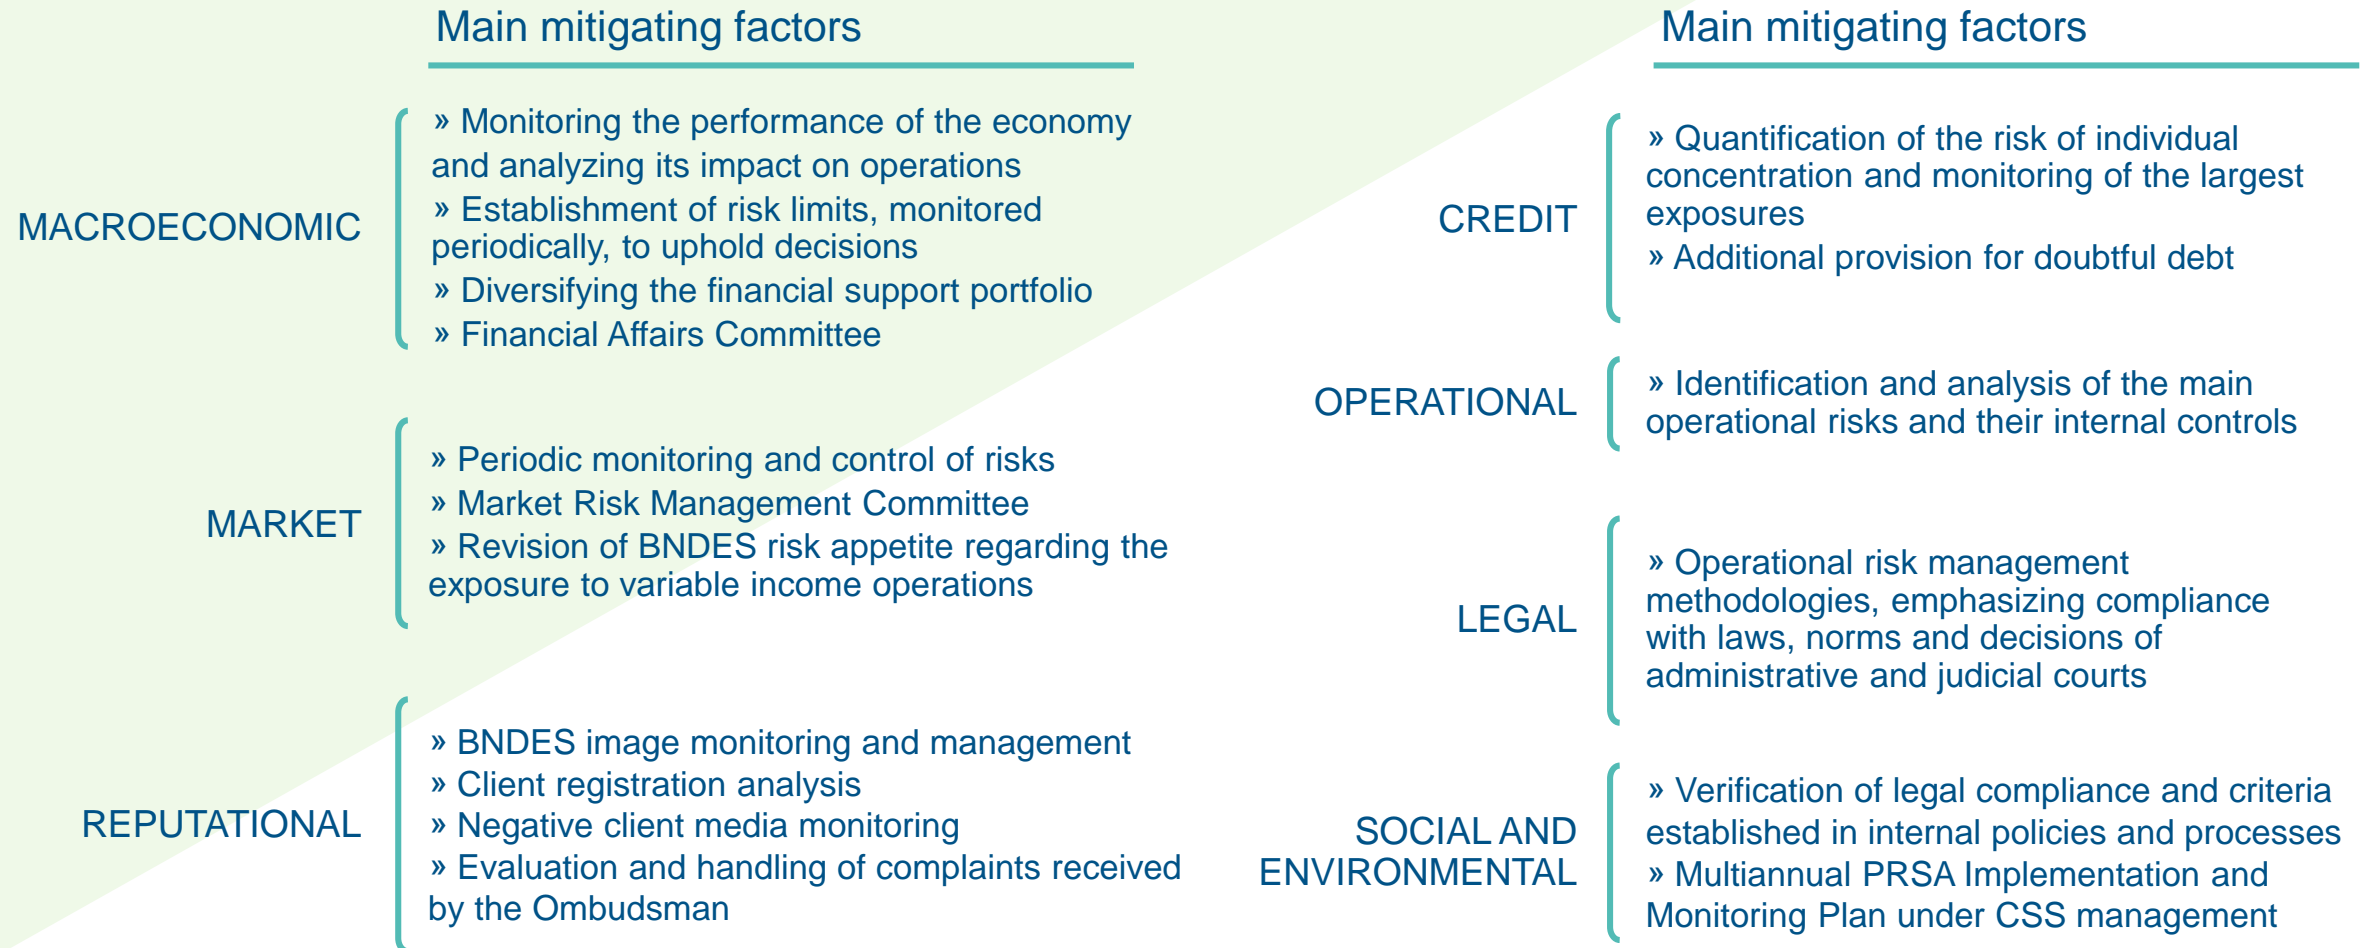 Main mitigating factors
MACROECONOMIC
» Monitoring the performance of the economy
and analyzing its impact on operations
» Establishment of risk limits, monitored
periodically, to uphold decisions
» Diversifying the financial support portfolio
» Financial Affairs Committee
MARKET
» Periodic monitoring and control of risks
» Market Risk Management Committee
» Revision of BNDES risk appetite regarding the
exposure to variable income operations
REPUTATIONAL
» BNDES image monitoring and management
» Client registration analysis
» Negative client media monitoring
» Evaluation and handling of complaints received
by the Ombudsman
Main mitigating factors
CREDIT
» Quantification of the risk of individual
concentration and monitoring of the largest
exposures
» Additional provision for doubtful debt
OPERATIONAL
» Identification and analysis of the main
operational risks and their internal controls
LEGAL
» Operational risk management
methodologies, emphasizing compliance
with laws, norms and decisions of
administrative and judicial courts
SOCIAL AND
ENVIRONMENTAL
» Verification of legal compliance and criteria
established in internal policies and processes
» Multiannual PRSA Implementation and
Monitoring Plan under CSS management